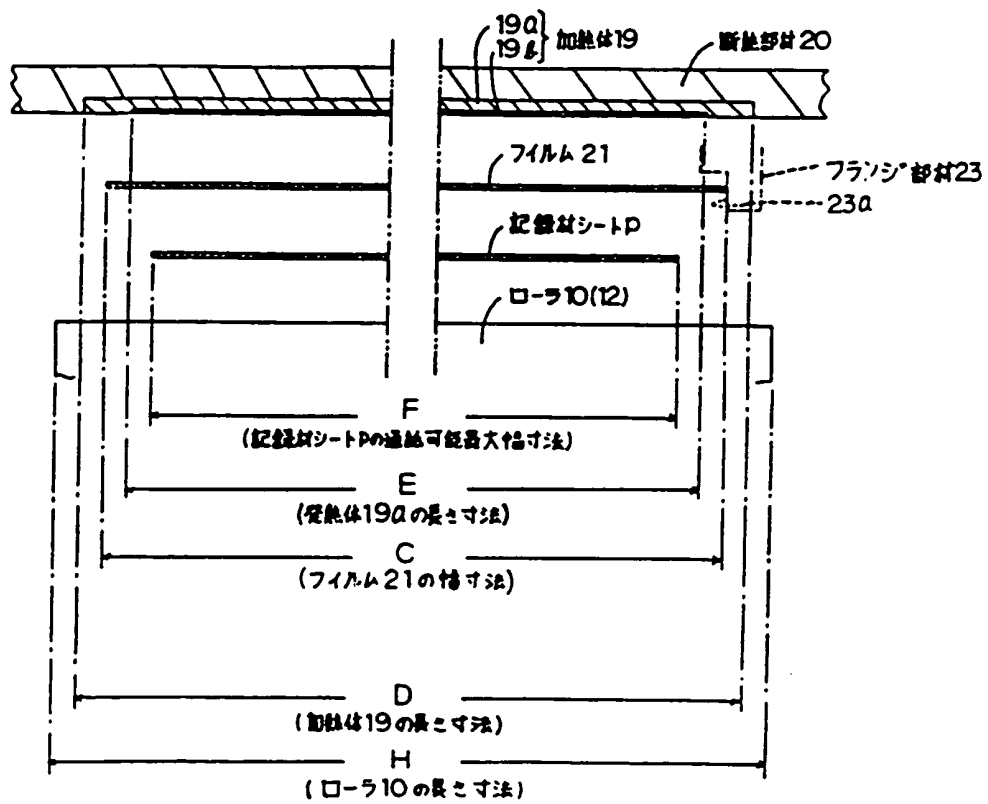 19a
19b
加熱体19
断熱部材20
フイルム21
フランジ部材23
23a
記録材シートP
ローラ10(12)
F
(記録材シートPの通紙可能最大幅寸法)
E
(発熱体19aの長さ寸法)
C
(フイルム21の幅寸法)
D
(加熱体19の長さ寸法)
H
(ローラ10の長さ寸法)